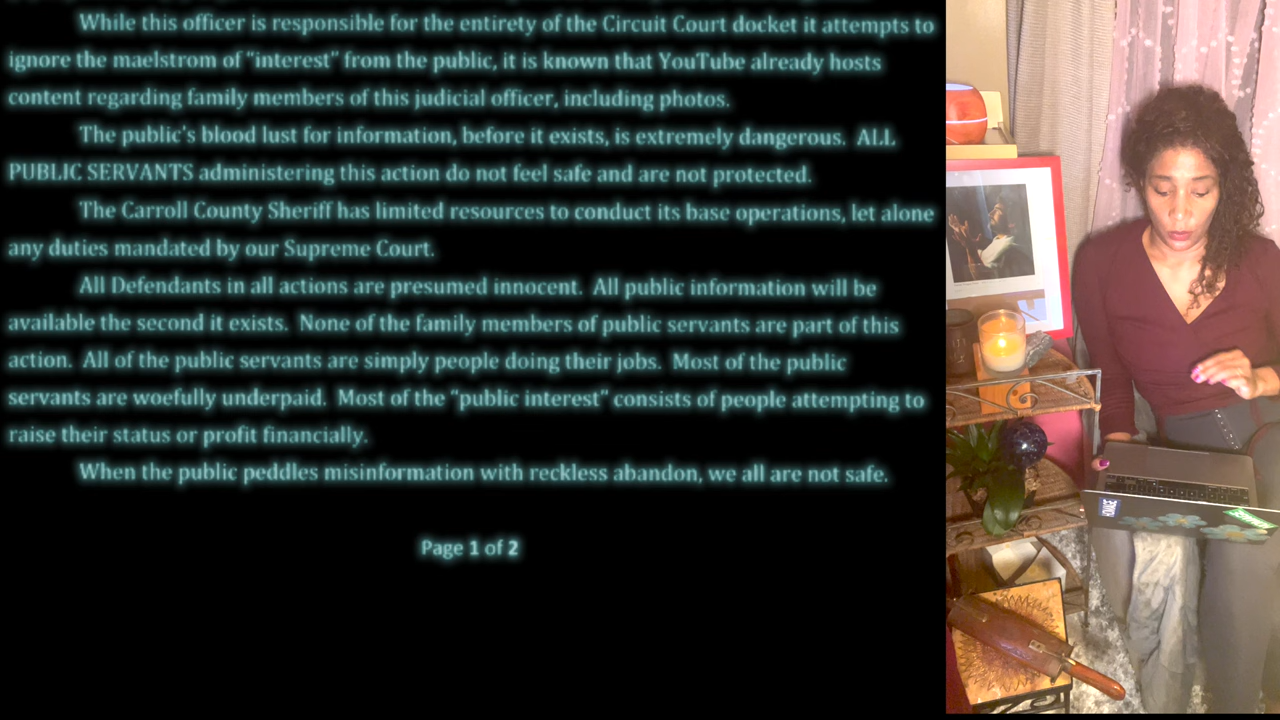 While this officer is responsible for the entirety of the Circuit Court docket it attempts to
ignore the maelstrom of "interest" from the public, it is known that YouTube already hosts
content regarding family members of this judicial officer, including photos.
The public's blood lust for information, before it exists, is extremely dangerous.  ALL
PUBLIC SERVANTS administering this action do not feel safe and are not protected.
The Carroll County Sheriff has limited resources to conduct its base operations, let alone
any duties mandated by our Supreme Court.
All Defendants in all actions are presumed innocent.  All public information will be
available the second it exists.  None of the family members of public servants are part of this
action.  All of the public servants are simply people doing their jobs.  Most of the public
servants are woefully underpaid.  Most of the "public interest" consists of people attempting to
raise their status or profit financially.
When the public peddles misinformation with reckless abandon, we all are not safe.
Page 1 of 2